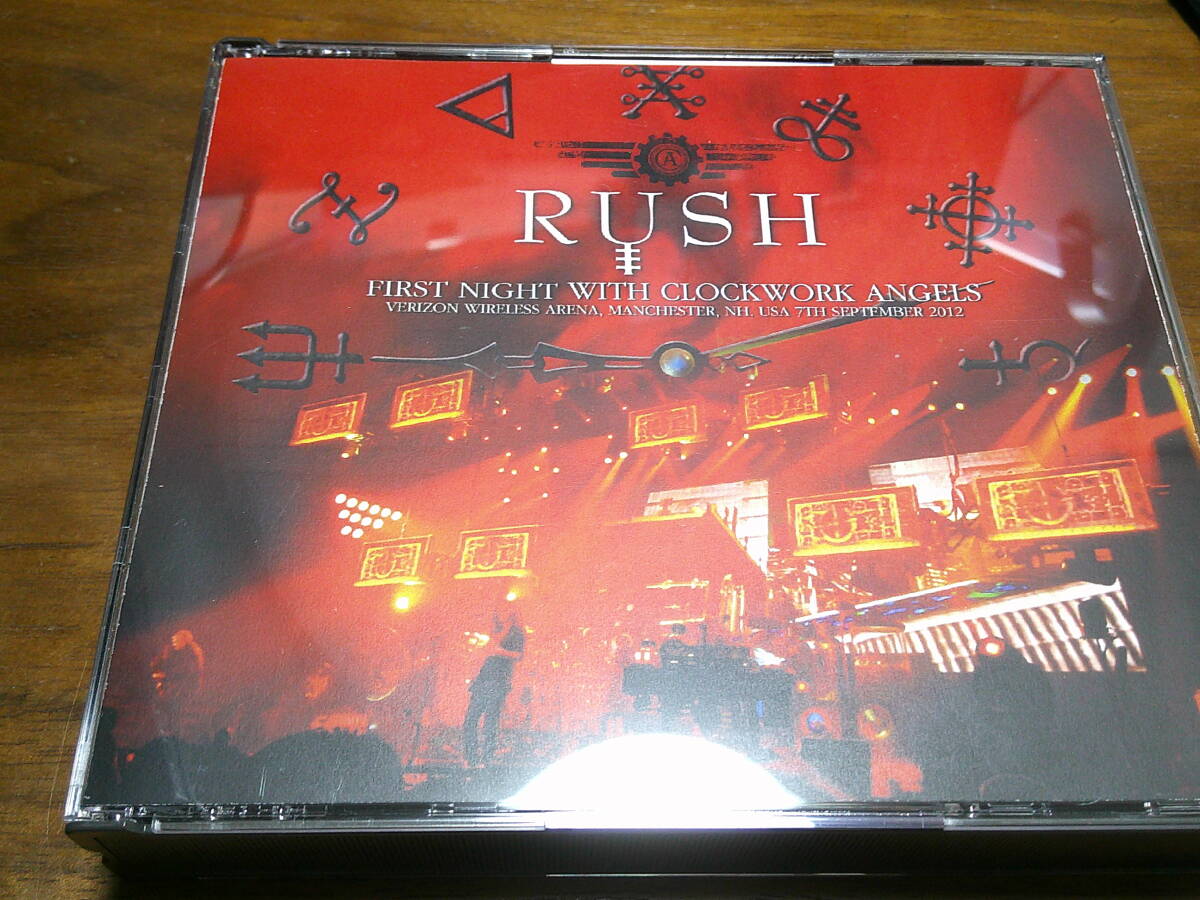 A
RUSH
FIRST NIGHT WITH CLOCKWORK ANGELS
VERIZON WIRELESS ARENA, MANCHESTER, NH. USA 7TH SEPTEMBER 2012